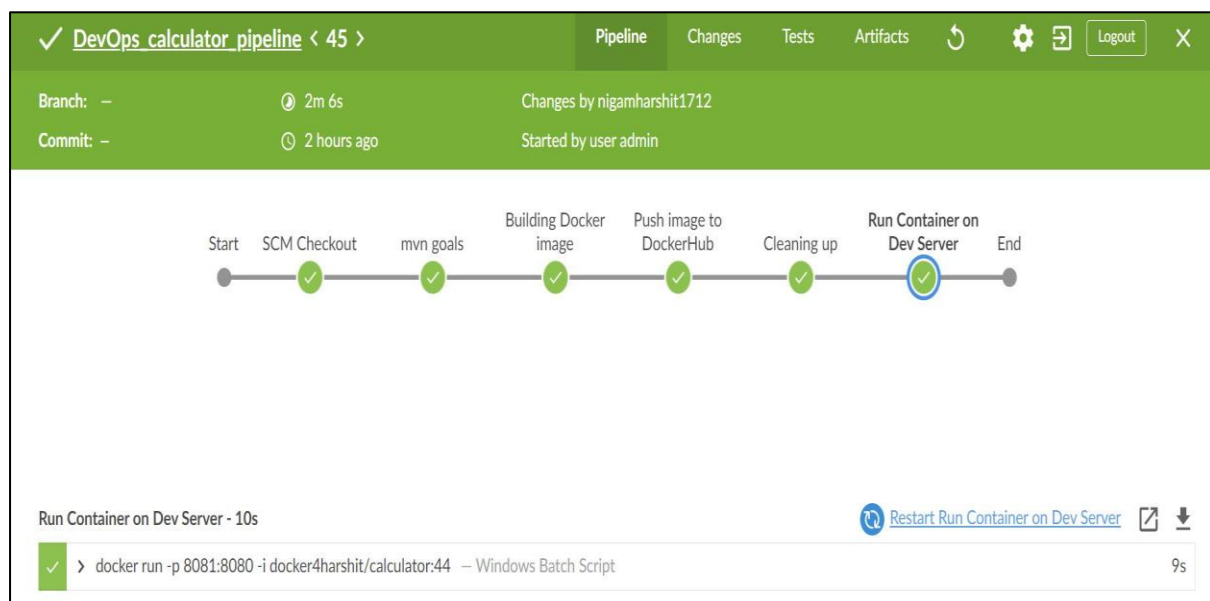 DevOps_calculator_pipeline < 45 >
Pipeline Changes Tests Artifacts Logout X
Branch: – 2m 6s Changes by nigamharshit1712
Commit: – 2 hours ago Started by user admin
Start SCM Checkout mvn goals Building Docker image Push image to DockerHub Cleaning up Run Container on Dev Server End
Run Container on Dev Server - 10s Restart Run Container on Dev Server
> docker run -p 8081:8080 -i docker4harshit/calculator:44 – Windows Batch Script 9s